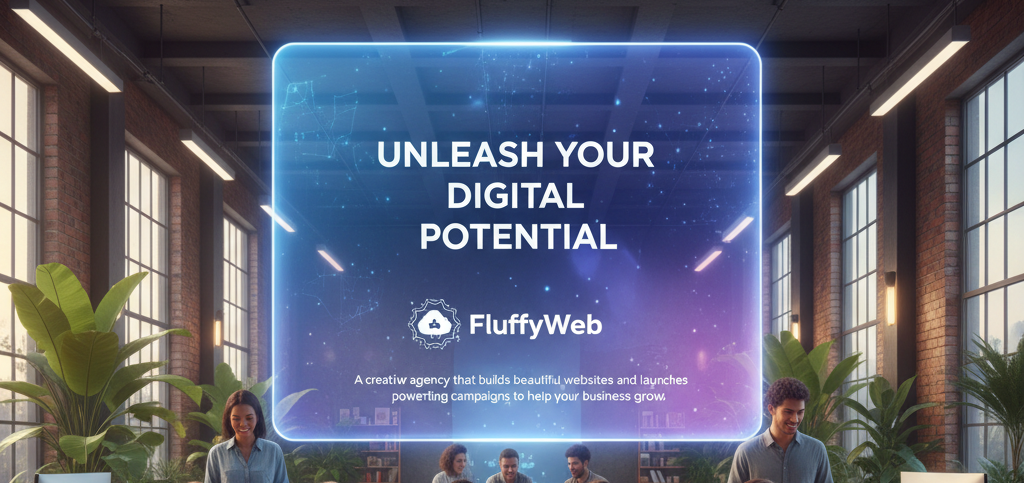 UNLEASH YOUR
DIGITAL
POTENTIAL
FluffyWeb
A creatiw agency that builds beautiful websites and launches
powerting campaigns to help your business grow.